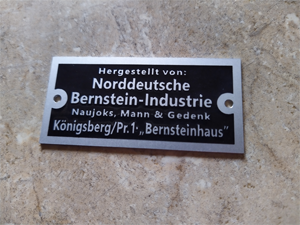 Hergestellt von:
Norddeutsche
Bernstein-Industrie
Naujoks, Mann & Gedenk
Königsberg/Pr.1·„Bernsteinhaus”